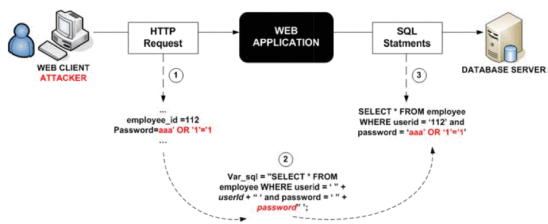 HTTP
Request
WEB
APPLICATION
SQL
Statments
WEB CLIENT
ATTACKER
DATABASE SERVER
1
3
...
employee_id =112
Password=aaa' OR '1'='1
...
SELECT * FROM employee
WHERE userid = '112' and
password = 'aaa' OR '1'='1'
2
Var_sql = "SELECT * FROM
employee WHERE userid = ' " +
userId + " ' and password = ' " +
password" ';